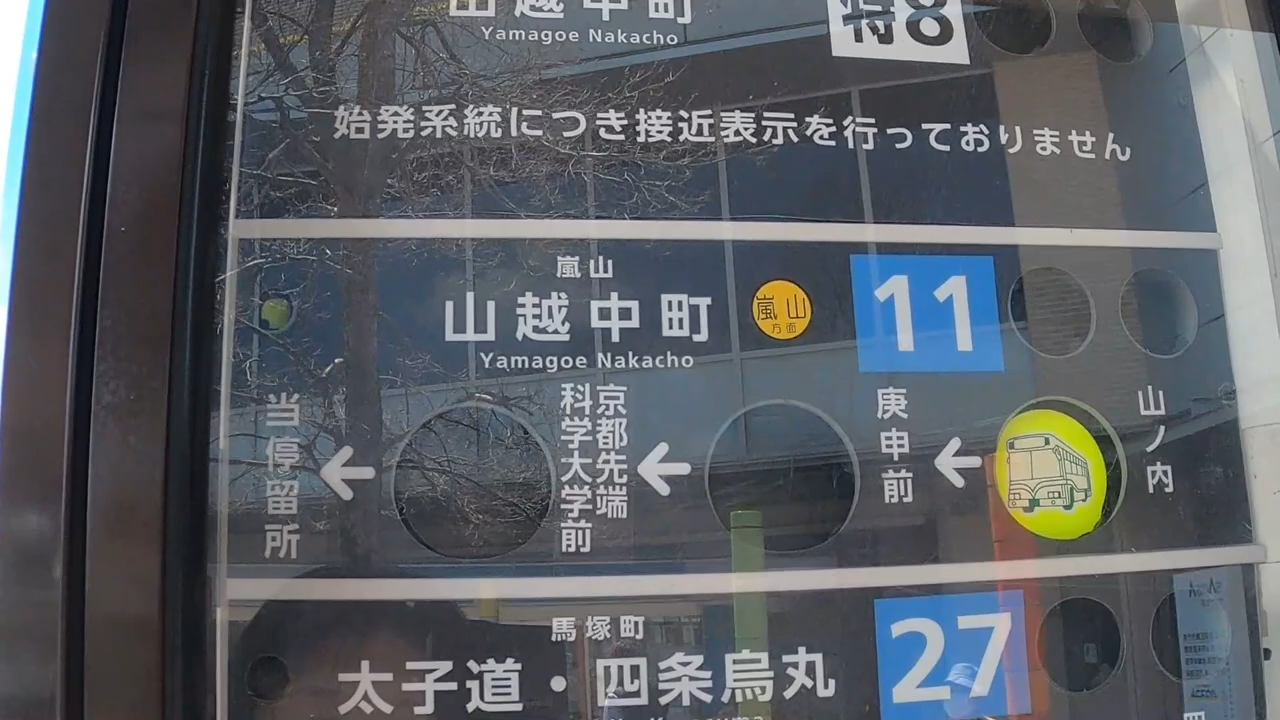 山越中町
Yamagoe Nakacho
特8
始発系統につき接近表示を行っておりません
嵐山
山越中町
Yamagoe Nakacho
嵐山
方面
11
山ノ内
庚申前
京都先端
科学大学前
当停留所
馬塚町
太子道・四条烏丸
27